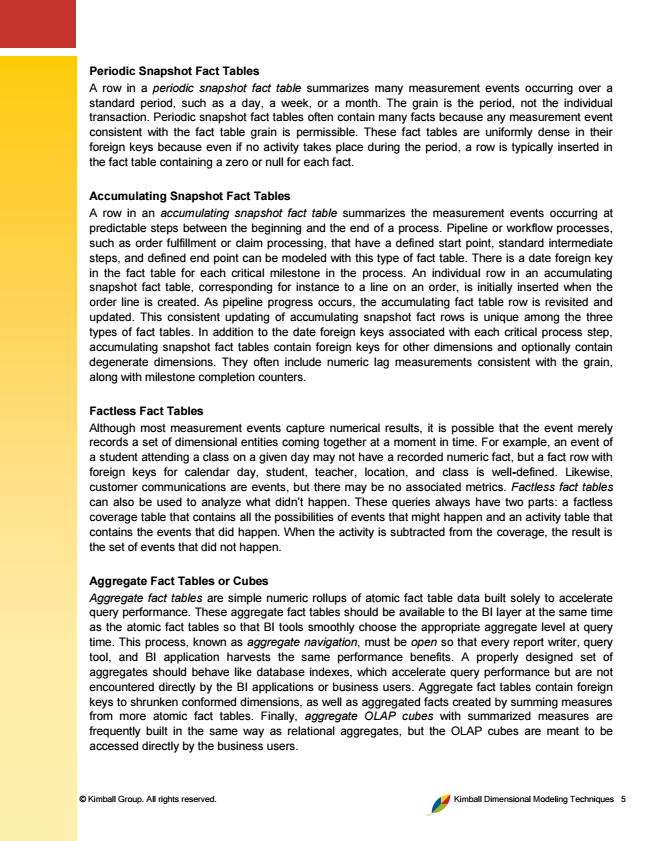 Periodic Snapshot Fact Tables
A row in a periodic snapshot fact table summarizes many measurement events occurring over a
standard period, such as a day, a week, or a month. The grain is the period, not the individual
transaction. Periodic snapshot fact tables often contain many facts because any measurement event
consistent with the fact table grain is permissible. These fact tables are uniformly dense in their
foreign keys because even if no activity takes place during the period, a row is typically inserted in
the fact table containing a zero or null for each fact.
Accumulating Snapshot Fact Tables
A row in an accumulating snapshot fact table summarizes the measurement events occurring at
predictable steps between the beginning and the end of a process. Pipeline or workflow processes,
such as order fulfillment or claim processing, that have a defined start point, standard intermediate
steps, and defined end point can be modeled with this type of fact table. There is a date foreign key
in the fact table for each critical milestone in the process. An individual row in an accumulating
snapshot fact table, corresponding for instance to a line on an order, is initially inserted when the
order line is created. As pipeline progress occurs, the accumulating fact table row is revisited and
updated. This consistent updating of accumulating snapshot fact rows is unique among the three
types of fact tables. In addition to the date foreign keys associated with each critical process step,
accumulating snapshot fact tables contain foreign keys for other dimensions and optionally contain
degenerate dimensions. They often include numeric lag measurements consistent with the grain,
along with milestone completion counters.
Factless Fact Tables
Although most measurement events capture numerical results, it is possible that the event merely
records a set of dimensional entities coming together at a moment in time. For example, an event of
a student attending a class on a given day may not have a recorded numeric fact, but a fact row with
foreign keys for calendar day, student, teacher, location, and class is well-defined. Likewise,
customer communications are events, but there may be no associated metrics. Factless fact tables
can also be used to analyze what didn't happen. These queries always have two parts: a factless
coverage table that contains all the possibilities of events that might happen and an activity table that
contains the events that did happen. When the activity is subtracted from the coverage, the result is
the set of events that did not happen.
Aggregate Fact Tables or Cubes
Aggregate fact tables are simple numeric rollups of atomic fact table data built solely to accelerate
query performance. These aggregate fact tables should be available to the BI layer at the same time
as the atomic fact tables so that BI tools smoothly choose the appropriate aggregate level at query
time. This process, known as aggregate navigation, must be open so that every report writer, query
tool, and BI application harvests the same performance benefits. A properly designed set of
aggregates should behave like database indexes, which accelerate query performance but are not
encountered directly by the BI applications or business users. Aggregate fact tables contain foreign
keys to shrunken conformed dimensions, as well as aggregated facts created by summing measures
from more atomic fact tables. Finally, aggregate OLAP cubes with summarized measures are
frequently built in the same way as relational aggregates, but the OLAP cubes are meant to be
accessed directly by the business users.
© Kimball Group. All rights reserved. Kimball Dimensional Modeling Techniques 5